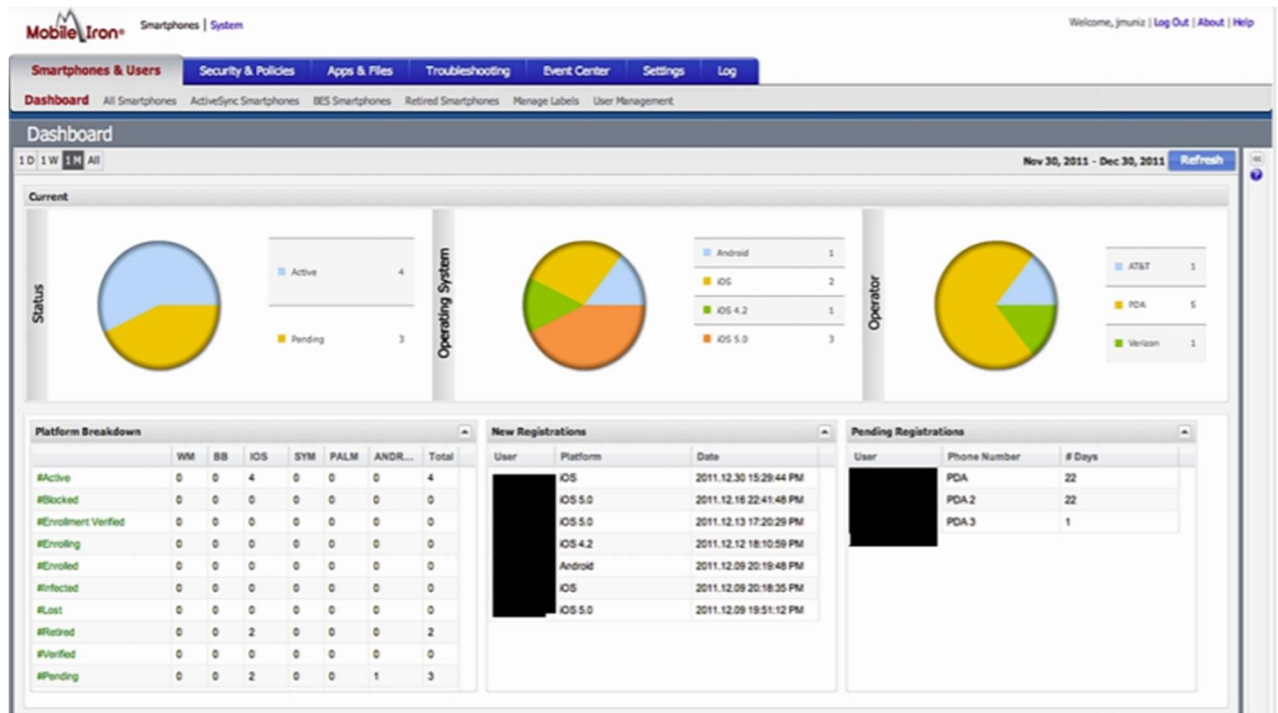 MobileIron® Smartphones | System Welcome, jmuniz | Log Out | About | Help
Smartphones & Users Security & Policies Apps & Files Troubleshooting Event Center Settings Log
Dashboard All Smartphones ActiveSync Smartphones BES Smartphones Retired Smartphones Manage Labels User Management
Dashboard
1 D 1 W 1 M All Nov 30, 2011 - Dec 30, 2011 Refresh
Current
Status
Active 4
Pending 3
Operating System
Android 1
iOS 2
iOS 4.2 1
iOS 5.0 3
Operator
AT&T 1
PDA 5
Verizon 1
Platform Breakdown
WM BB IOS SYM PALM ANDR... Total
#Active 0 0 4 0 0 0 4
#Blocked 0 0 0 0 0 0 0
#Enrollment Verified 0 0 0 0 0 0 0
#Enrolling 0 0 0 0 0 0 0
#Enrolled 0 0 0 0 0 0 0
#Infected 0 0 0 0 0 0 0
#Lost 0 0 0 0 0 0 0
#Retired 0 0 2 0 0 0 2
#Verified 0 0 0 0 0 0 0
#Pending 0 0 2 0 0 1 3
New Registrations
User Platform Date
iOS 2011.12.30 15:29:44 PM
iOS 5.0 2011.12.16 22:41:48 PM
iOS 5.0 2011.12.13 17:20:29 PM
iOS 4.2 2011.12.12 18:10:59 PM
Android 2011.12.09 20:19:48 PM
iOS 2011.12.09 20:18:35 PM
iOS 5.0 2011.12.09 19:51:12 PM
Pending Registrations
User Phone Number # Days
PDA 22
PDA 2 22
PDA 3 1